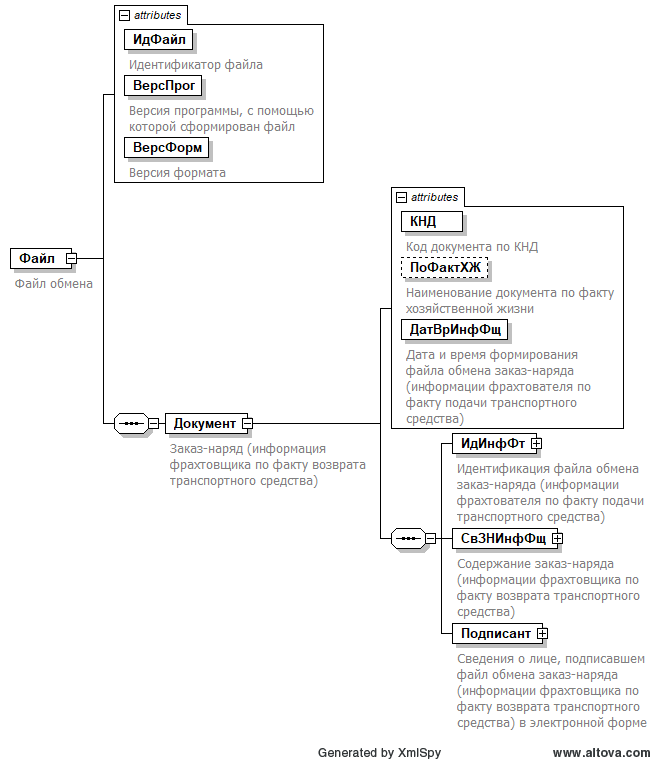 attributes
ИдФайл
Идентификатор файла
ВерсПрог
Версия программы, с помощью
которой сформирован файл
ВерсФорм
Версия формата
Файл
Файл обмена
attributes
КНД
Код документа по КНД
ПоФактХЖ
Наименование документа по факту
хозяйственной жизни
ДатВрИнфФщ
Дата и время формирования
файла обмена заказ-наряда
(информации фрахтователя по
факту подачи транспортного
средства)
Документ
Заказ-наряд (информация
фрахтовщика по факту возврата
транспортного средства)
ИдИнфФт
Идентификация файла обмена
заказ-наряда (информации
фрахтователя по факту подачи
транспортного средства)
СвЗНИнфФщ
Содержание заказ-наряда
(информации фрахтовщика по
факту возврата транспортного
средства)
Подписант
Сведения о лице, подписавшем
файл обмена заказ-наряда
(информации фрахтовщика по
факту возврата транспортного
средства) в электронной форме
Generated by XmlSpy
www.altova.com